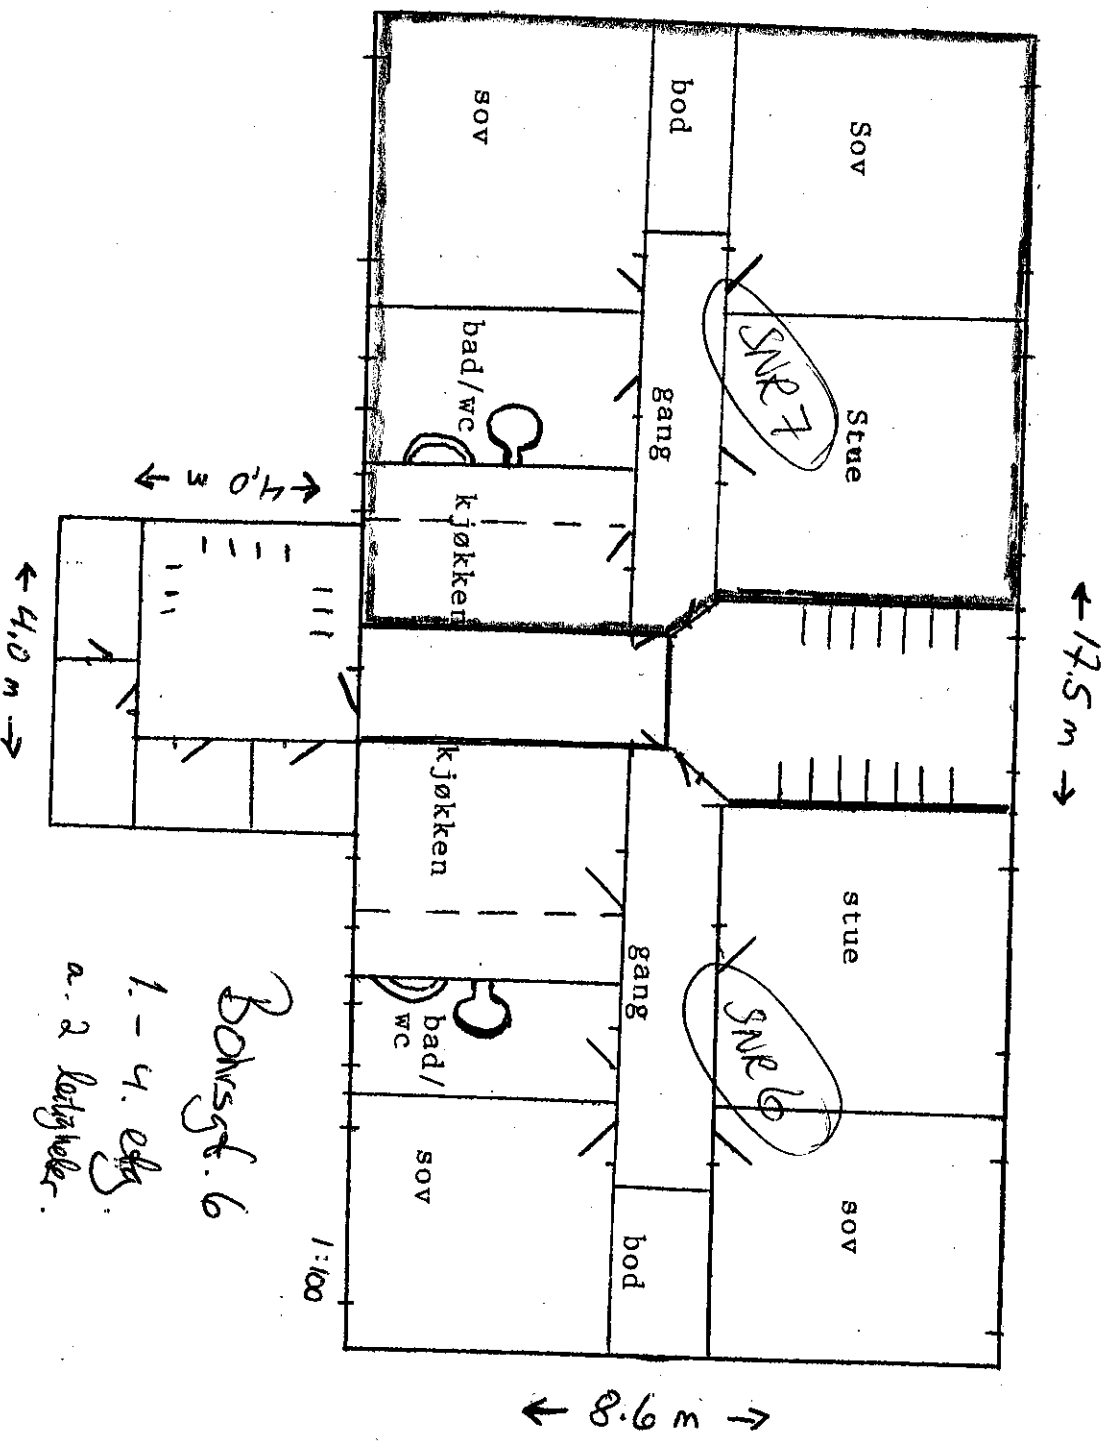 ← 17.5 m →
Sov
Stue
stue
sov
SNR 7
SNR 6
bod
gang
gang
bod
sov
bad/wc
kjøkken
kjøkken
bad/
wc
sov
← 4,0 m →
← 4,0 m →
← 8.6 m →
1:100
Bohrsgt. 6
1. - 4. etg.
a. 2 leiligheter.